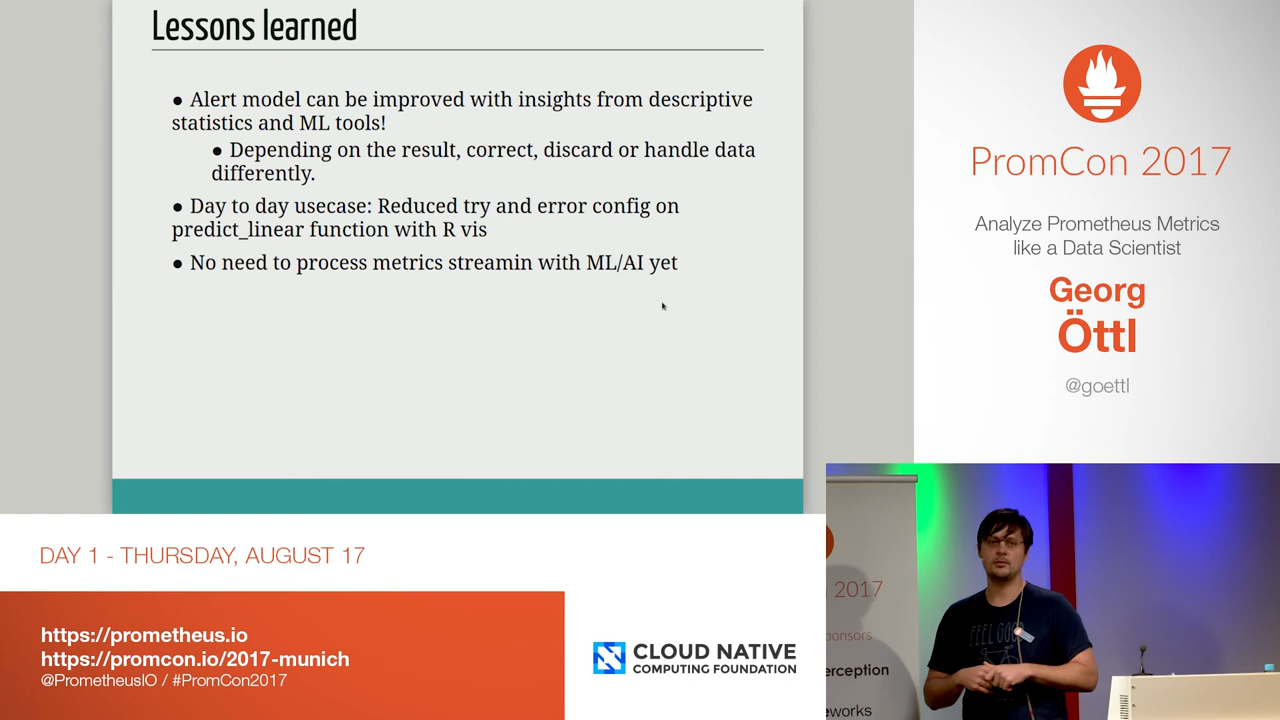 Lessons learned
● Alert model can be improved with insights from descriptive
statistics and ML tools!
● Depending on the result, correct, discard or handle data
differently.
● Day to day usecase: Reduced try and error config on
predict_linear function with R vis
● No need to process metrics streamin with ML/AI yet
PromCon 2017
Analyze Prometheus Metrics
like a Data Scientist
Georg
Öttl
@goettl
DAY 1 - THURSDAY, AUGUST 17
https://prometheus.io
https://promcon.io/2017-munich
@PrometheusIO / #PromCon2017
CLOUD NATIVE
COMPUTING FOUNDATION
2017
FEEL GOOD